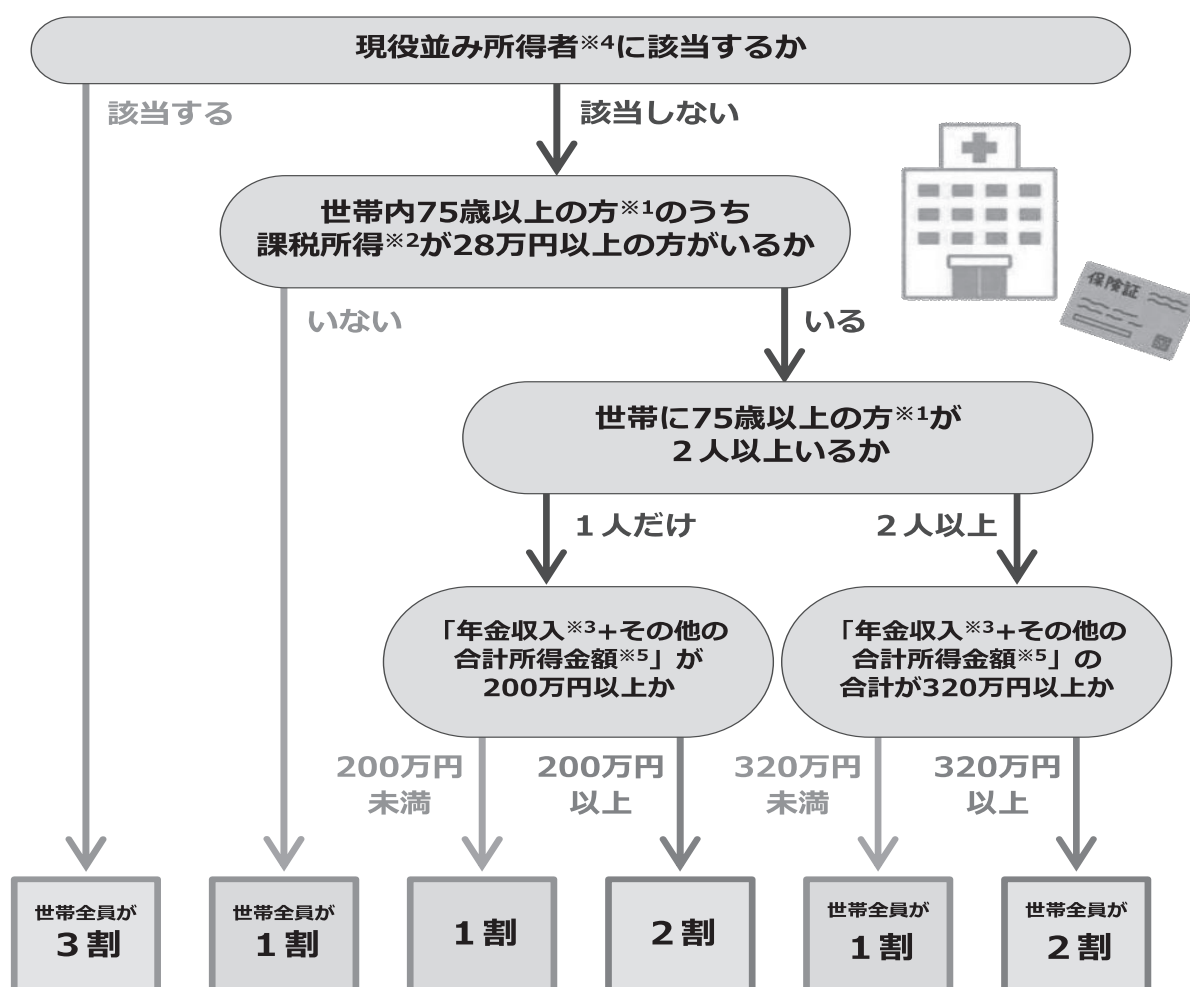 現役並み所得者※4に該当するか
該当する
該当しない
世帯内75歳以上の方※1のうち
課税所得※2が28万円以上の方がいるか
保険証
いない
いる
世帯に75歳以上の方※1が
2人以上いるか
1人だけ
2人以上
「年金収入※3+その他の
合計所得金額※5」が
200万円以上か
「年金収入※3+その他の
合計所得金額※5」の
合計が320万円以上か
200万円
未満
200万円
以上
320万円
未満
320万円
以上
世帯全員が
3割
世帯全員が
1割
1割
2割
世帯全員が
1割
世帯全員が
2割